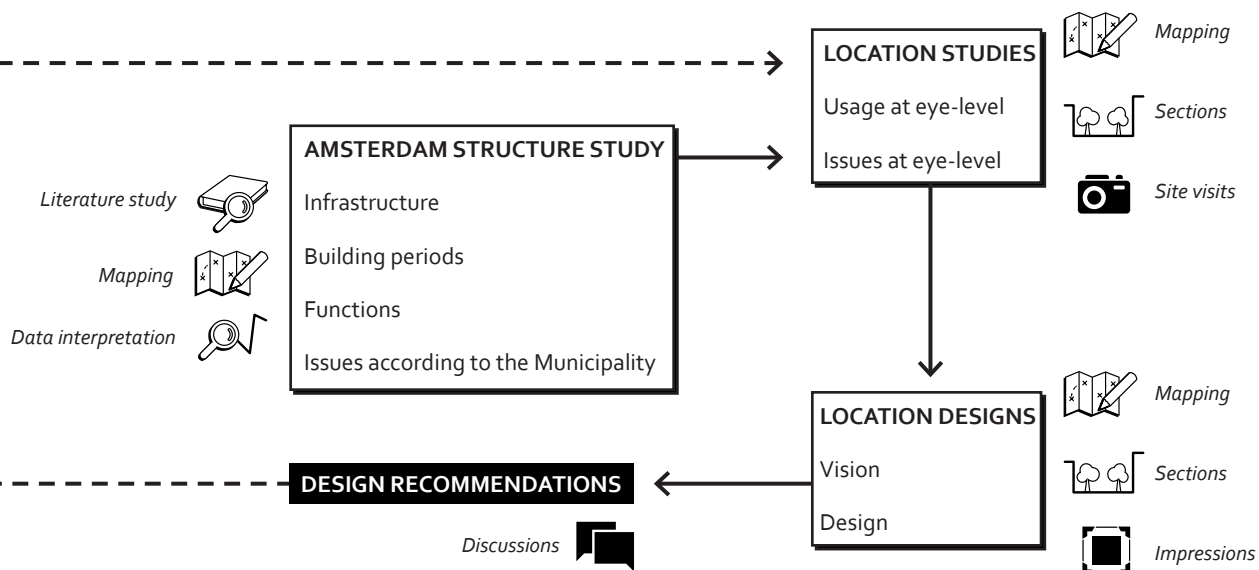 LOCATION STUDIES
Usage at eye-level
Issues at eye-level
Mapping
Sections
Site visits
AMSTERDAM STRUCTURE STUDY
Infrastructure
Building periods
Functions
Issues according to the Municipality
Literature study
Mapping
Data interpretation
LOCATION DESIGNS
Vision
Design
Mapping
Sections
Impressions
DESIGN RECOMMENDATIONS
Discussions